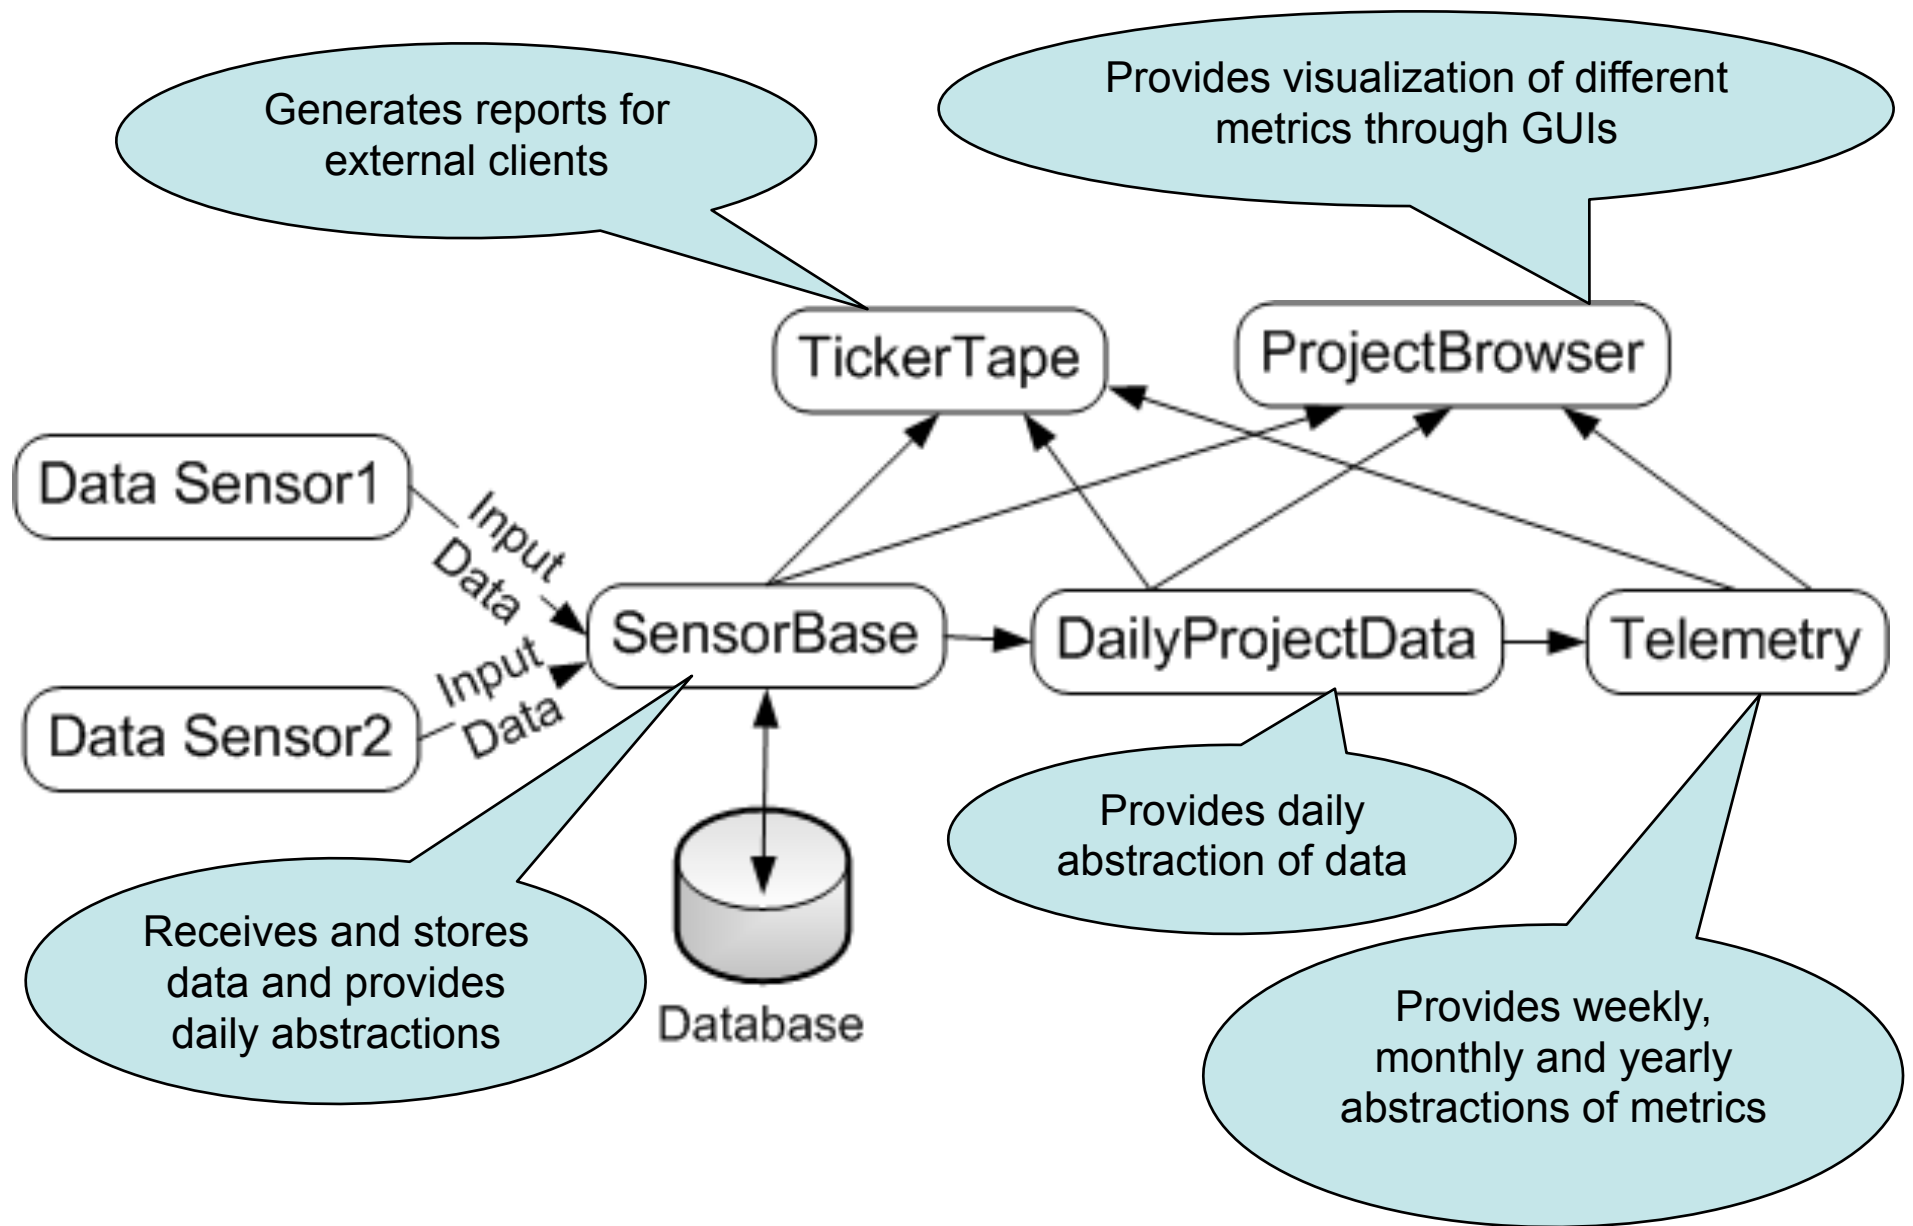 Generates reports for
external clients
Provides visualization of different
metrics through GUIs
TickerTape
ProjectBrowser
Data Sensor1
Input
Data
SensorBase
DailyProjectData
Telemetry
Data Sensor2
Input
Data
Provides daily
abstraction of data
Receives and stores
data and provides
daily abstractions
Database
Provides weekly,
monthly and yearly
abstractions of metrics